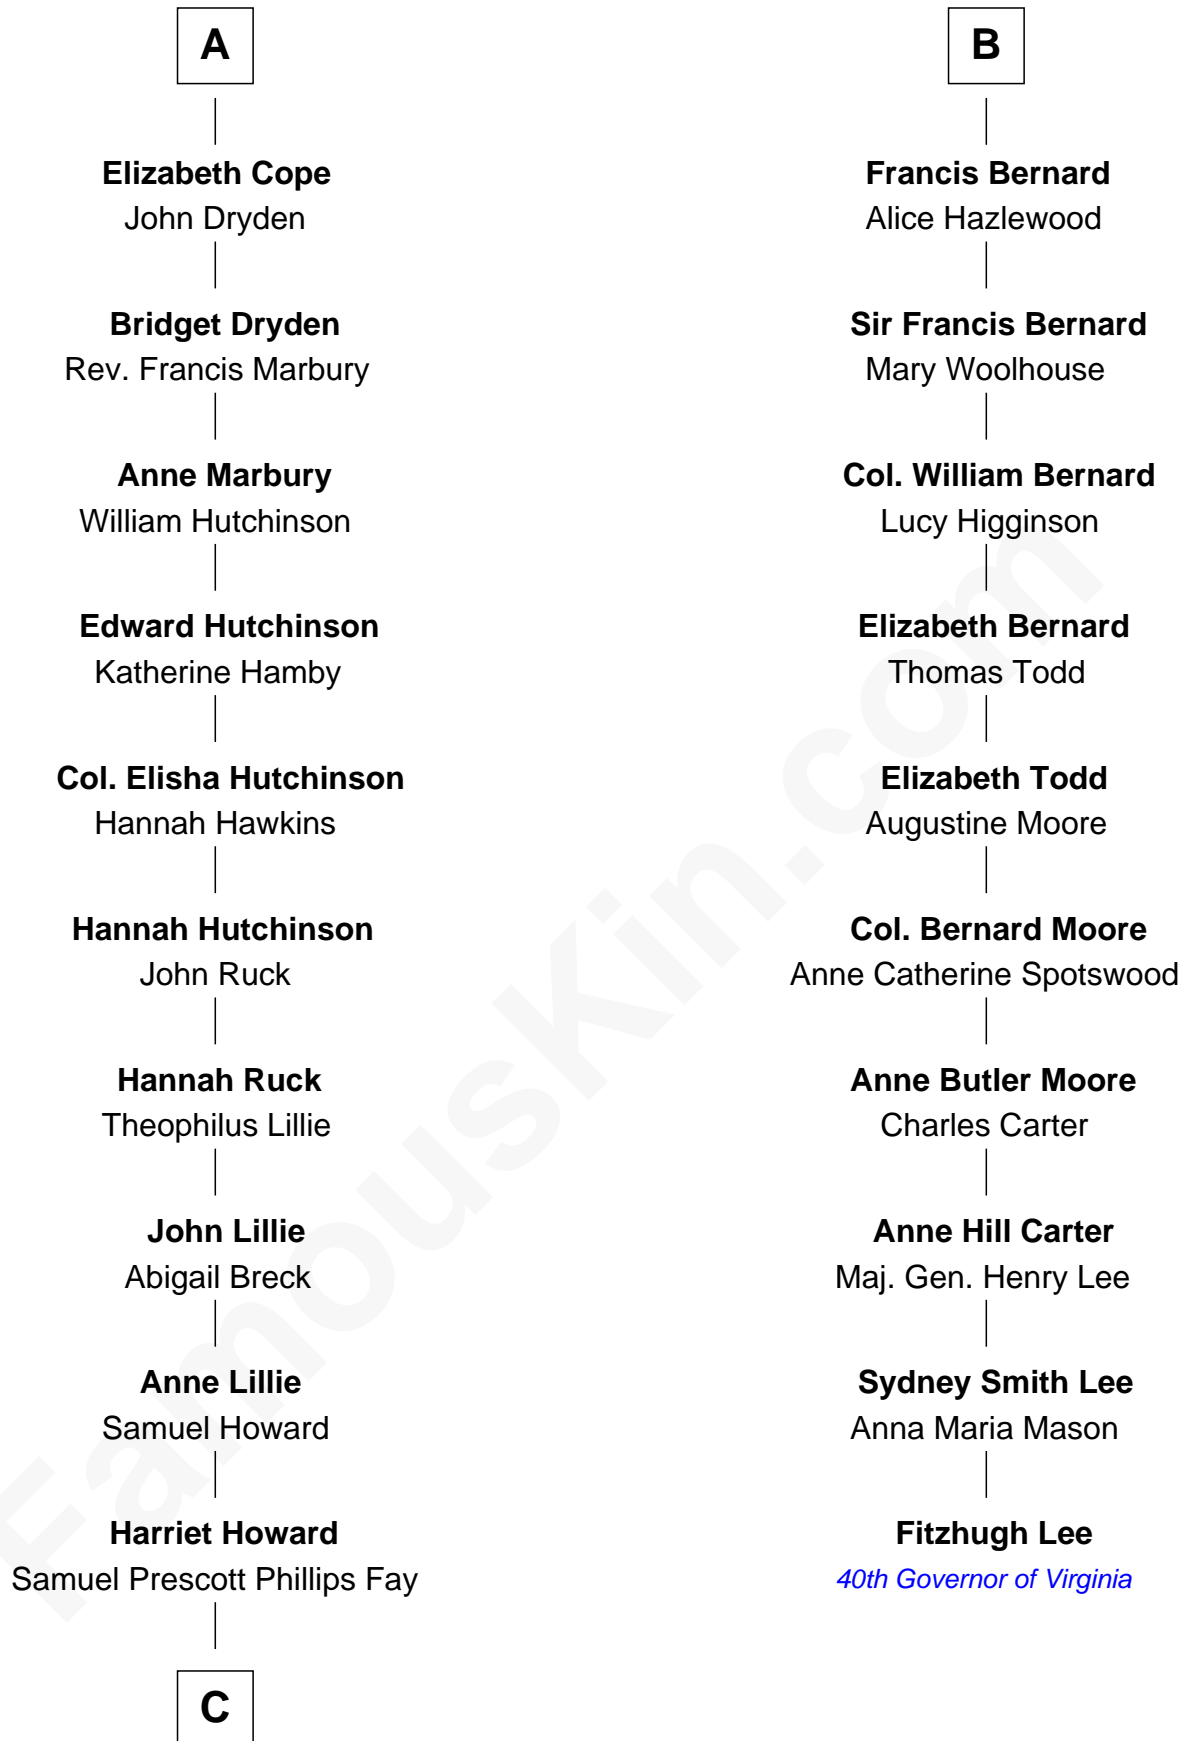 A
Elizabeth Cope
John Dryden
Bridget Dryden
Rev. Francis Marbury
Anne Marbury
William Hutchinson
Edward Hutchinson
Katherine Hamby
Col. Elisha Hutchinson
Hannah Hawkins
Hannah Hutchinson
John Ruck
Hannah Ruck
Theophilus Lillie
John Lillie
Abigail Breck
Anne Lillie
Samuel Howard
Harriet Howard
Samuel Prescott Phillips Fay
C
B
Francis Bernard
Alice Hazlewood
Sir Francis Bernard
Mary Woolhouse
Col. William Bernard
Lucy Higginson
Elizabeth Bernard
Thomas Todd
Elizabeth Todd
Augustine Moore
Col. Bernard Moore
Anne Catherine Spotswood
Anne Butler Moore
Charles Carter
Anne Hill Carter
Maj. Gen. Henry Lee
Sydney Smith Lee
Anna Maria Mason
Fitzhugh Lee
40th Governor of Virginia
FamousKin.com